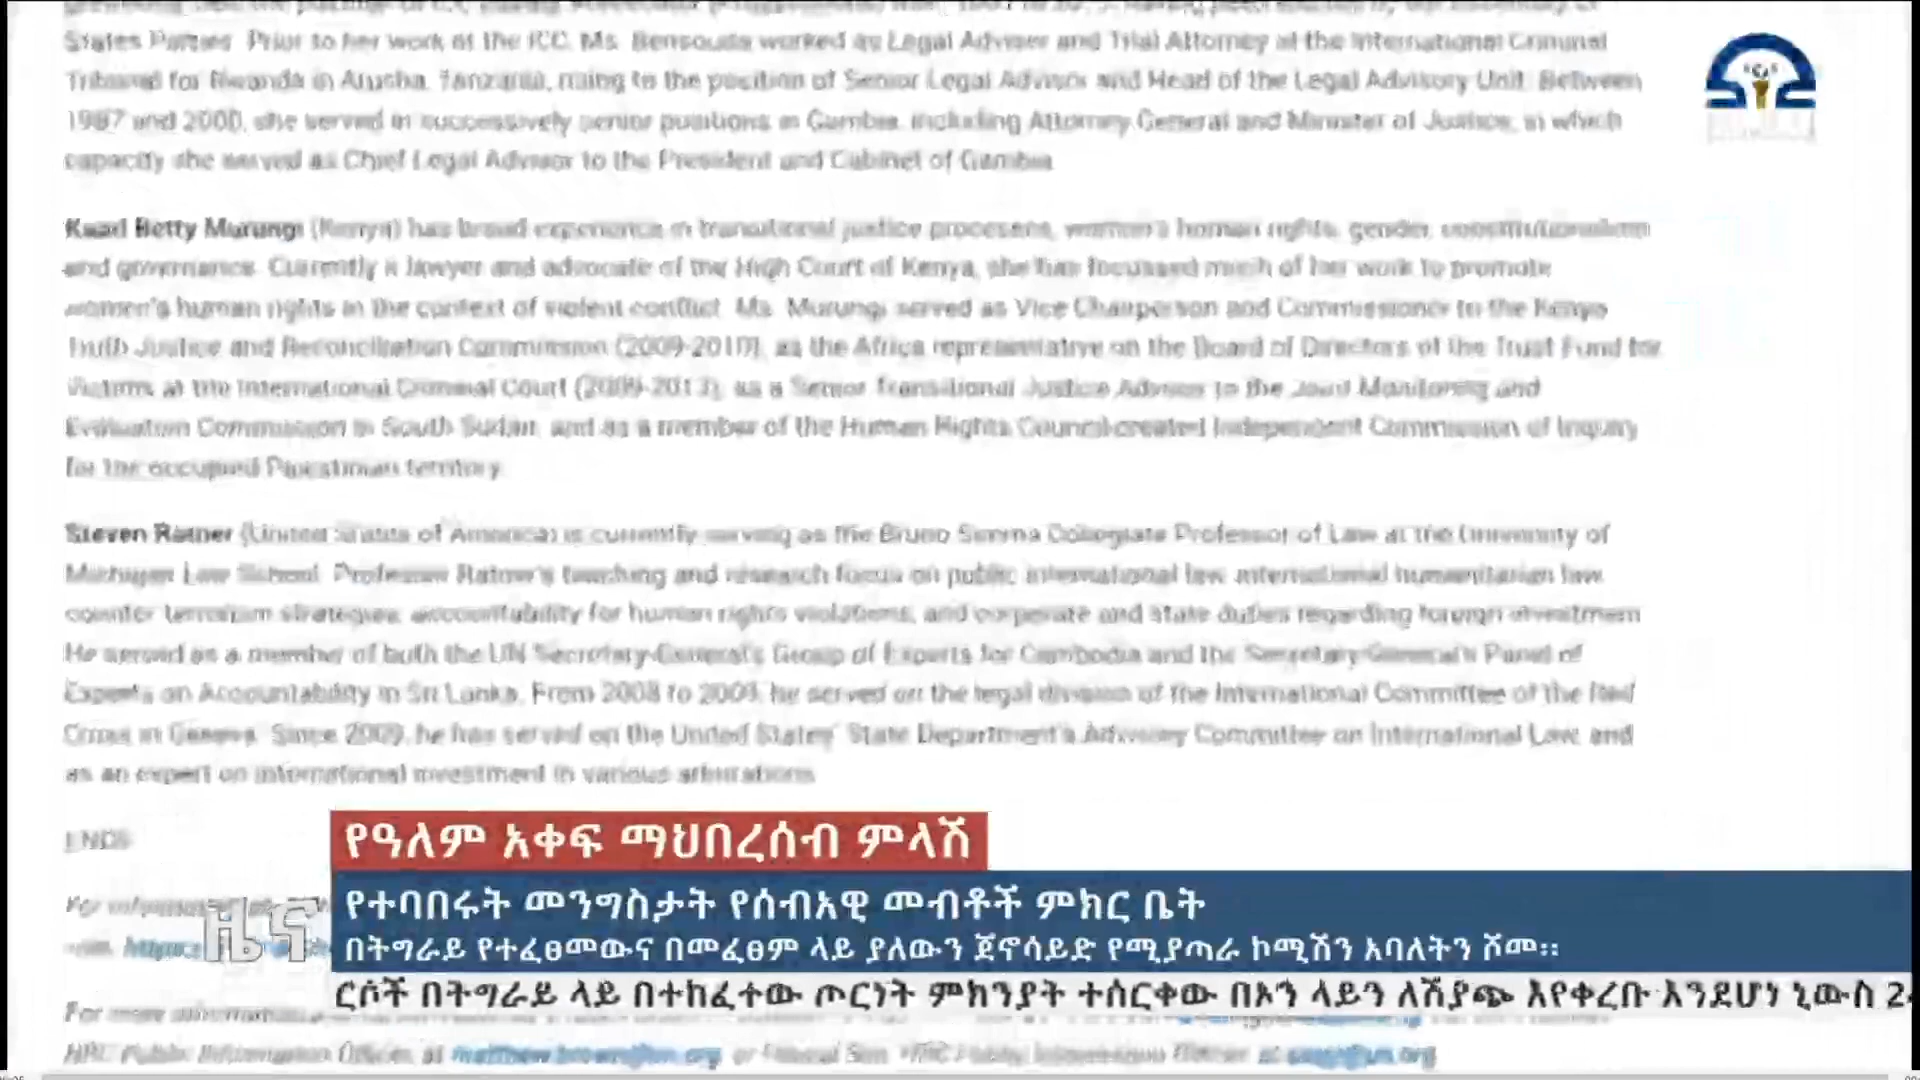 States Parties. Prior to her work at the ICC, Ms. Bensouda worked as Legal Adviser and Trial Attorney at the International Criminal
Tribunal for Rwanda in Arusha, Tanzania, rising to the position of Senior Legal Advisor and Head of the Legal Advisory Unit. Between
1987 and 2000, she served in successively senior positions in Gambia, including Attorney General and Minister of Justice, in which
capacity she served as Chief Legal Advisor to the President and Cabinet of Gambia.
Kaari Betty Murungi (Kenya) has broad experience in transitional justice processes, women's human rights, gender, constitutionalism
and governance. Currently a lawyer and advocate of the High Court of Kenya, she has focussed much of her work to promote
women's human rights in the context of violent conflict. Ms. Murungi served as Vice Chairperson and Commissioner to the Kenya
Truth Justice and Reconciliation Commission (2009-2010), as the Africa representative on the Board of Directors of the Trust Fund for
Victims at the International Criminal Court (2009-2013), as a Senior Transitional Justice Advisor to the Joint Monitoring and
Evaluation Commission in South Sudan, and as a member of the Human Rights Council-created Independent Commission of Inquiry
for the occupied Palestinian territory.
Steven Ratner (United States of America) is currently serving as the Bruno Simma Collegiate Professor of Law at the University of
Michigan Law School. Professor Ratner's teaching and research focus on public international law, international humanitarian law,
counter terrorism strategies, accountability for human rights violations, and corporate and state duties regarding foreign investment.
He served as a member of both the UN Secretary-General's Group of Experts for Cambodia and the Secretary-General's Panel of
Experts on Accountability in Sri Lanka. From 2008 to 2009, he served on the legal division of the International Committee of the Red
Cross in Geneva. Since 2009, he has served on the United States' State Department's Advisory Committee on International Law, and
as an expert on international investment in various arbitrations.
ENDS
የዓለም አቀፍ ማህበረሰብ ምላሽ
ዜና
የተባበሩት መንግስታት የሰብአዊ መብቶች ምክር ቤት
በትግራይ የተፈፀመውና በመፈፀም ላይ ያለውን ጀኖሳይድ የሚያጣራ ኮሚሽን አባለትን ሾመ።
ርሶች በትግራይ ላይ በተከፈተው ጦርነት ምክንያት ተሰርቀው በኦን ላይን ለሽያጭ እየቀረቡ እንደሆነ ኒውስ
HRC Public Information Officer, at